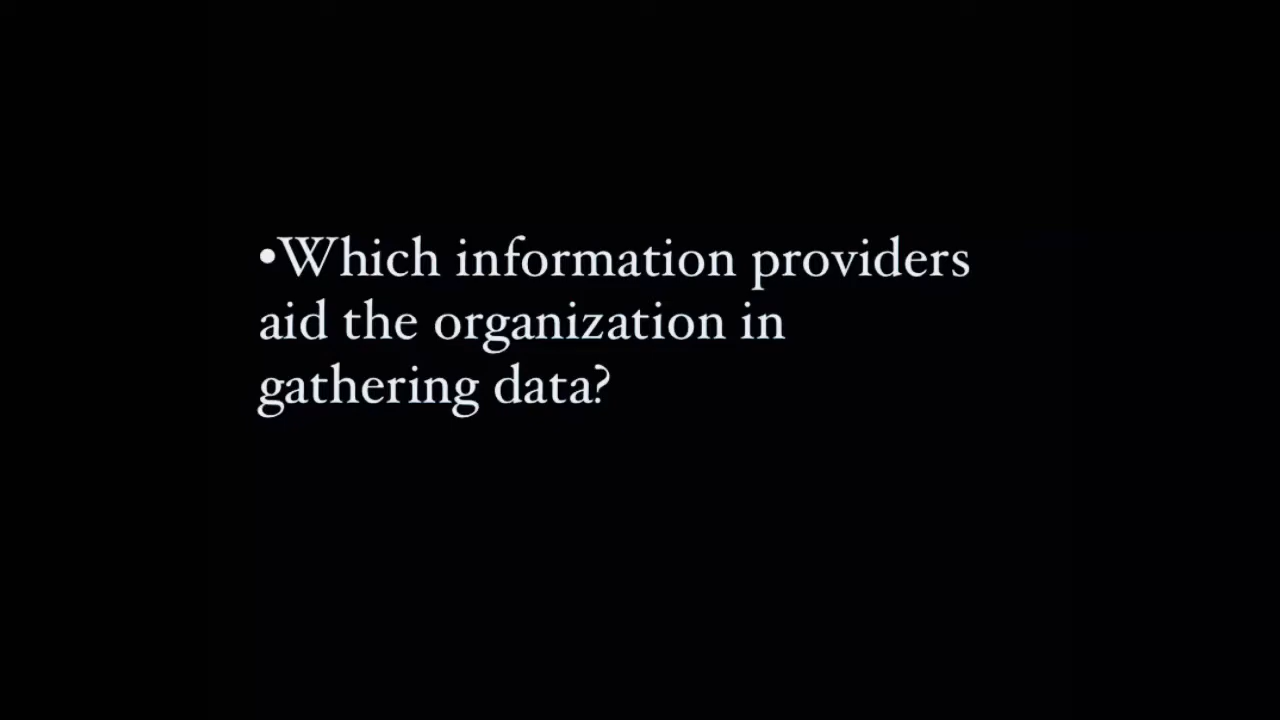 •Which information providers
aid the organization in
gathering data?